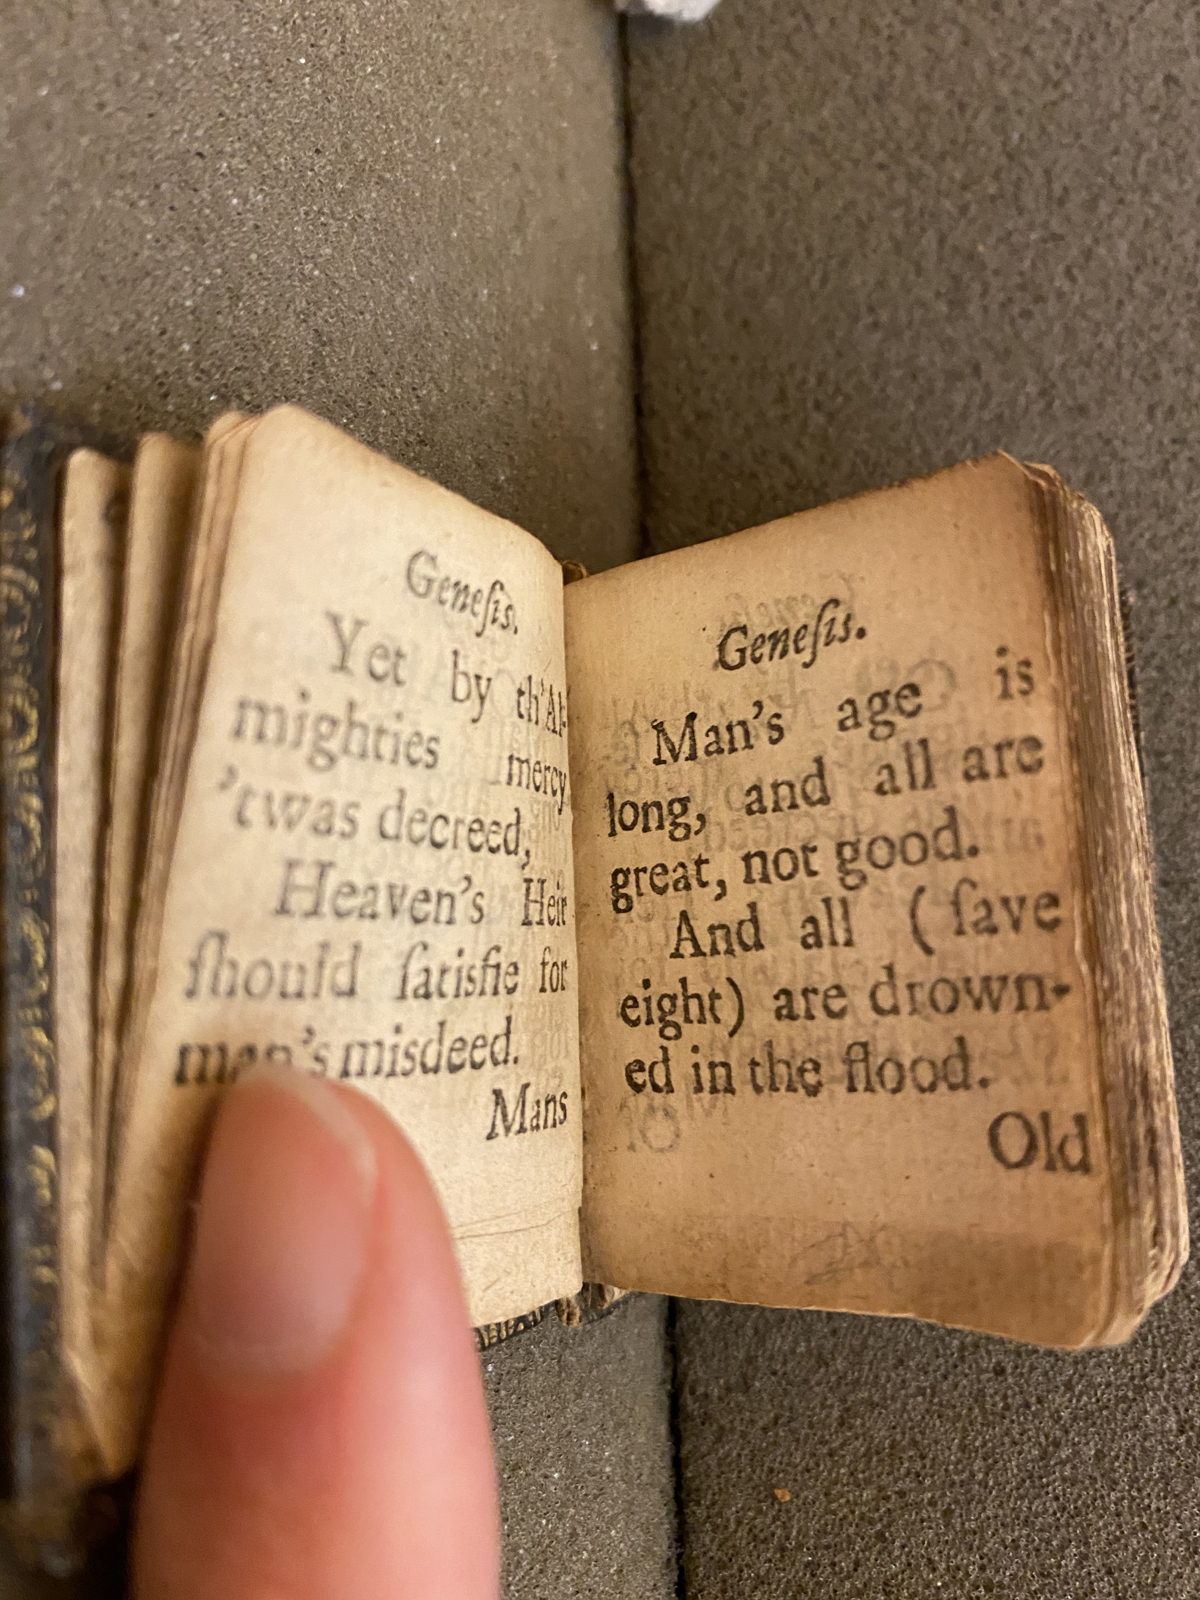 Geneſis.
Yet by th'Al-
mighties mercy
'twas decreed,
Heaven's Heir
ſhould ſatisfie for
man's misdeed.
Mans
Geneſis.
Man's age is
long, and all are
great, not good.
And all ( ſave
eight) are drown-
ed in the flood.
Old